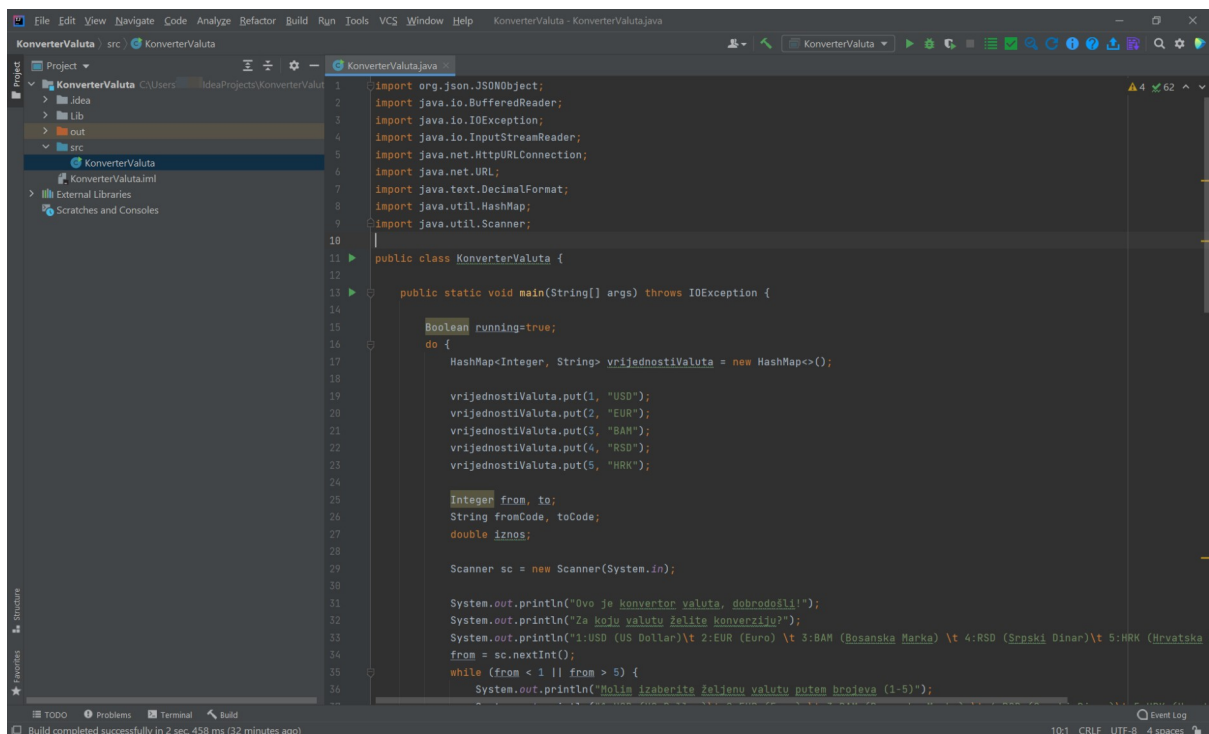 File Edit View Navigate Code Analyze Refactor Build Run Tools VCS Window Help KonverterValuta - KonverterValuta.java
KonverterValuta src KonverterValuta
KonverterValuta
Project
KonverterValuta.java
Project
KonverterValuta C:\Users IdeaProjects\KonverterValut
.idea
Lib
out
src
KonverterValuta
KonverterValuta.iml
External Libraries
Scratches and Consoles
4 62
1 import org.json.JSONObject;
2 import java.io.BufferedReader;
3 import java.io.IOException;
4 import java.io.InputStreamReader;
5 import java.net.HttpURLConnection;
6 import java.net.URL;
7 import java.text.DecimalFormat;
8 import java.util.HashMap;
9 import java.util.Scanner;
10
11 public class KonverterValuta {
12
13 public static void main(String[] args) throws IOException {
14
15 Boolean running=true;
16 do {
17 HashMap<Integer, String> vrijednostiValuta = new HashMap<>();
18
19 vrijednostiValuta.put(1, "USD");
20 vrijednostiValuta.put(2, "EUR");
21 vrijednostiValuta.put(3, "BAM");
22 vrijednostiValuta.put(4, "RSD");
23 vrijednostiValuta.put(5, "HRK");
24
25 Integer from, to;
26 String fromCode, toCode;
27 double iznos;
28
29 Scanner sc = new Scanner(System.in);
30
31 System.out.println("Ovo je konvertor valuta, dobrodošli!");
32 System.out.println("Za koju valutu želite konverziju?");
33 System.out.println("1:USD (US Dollar)\t 2:EUR (Euro) \t 3:BAM (Bosanska Marka) \t 4:RSD (Srpski Dinar)\t 5:HRK (Hrvatska
34 from = sc.nextInt();
35 while (from < 1 || from > 5) {
36 System.out.println("Molim izaberite željenu valutu putem brojeva (1-5)");
Structure
Favorites
TODO Problems Terminal Build Event Log
Build completed successfully in 2 sec, 458 ms (32 minutes ago) 10:1 CRLF UTF-8 4 spaces